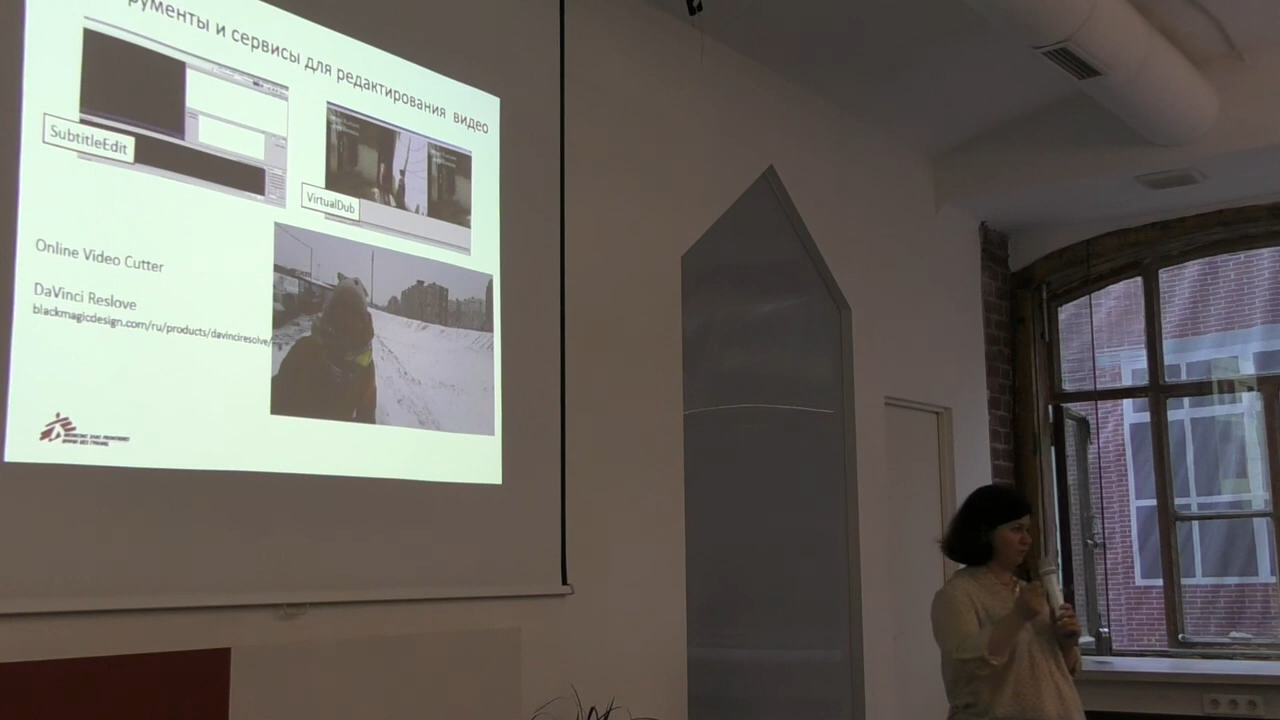 рументы и сервисы для редактирования видео
SubtitleEdit
VirtualDub
Online Video Cutter
DaVinci Reslove
blackmagicdesign.com/ru/products/davinciresolve/